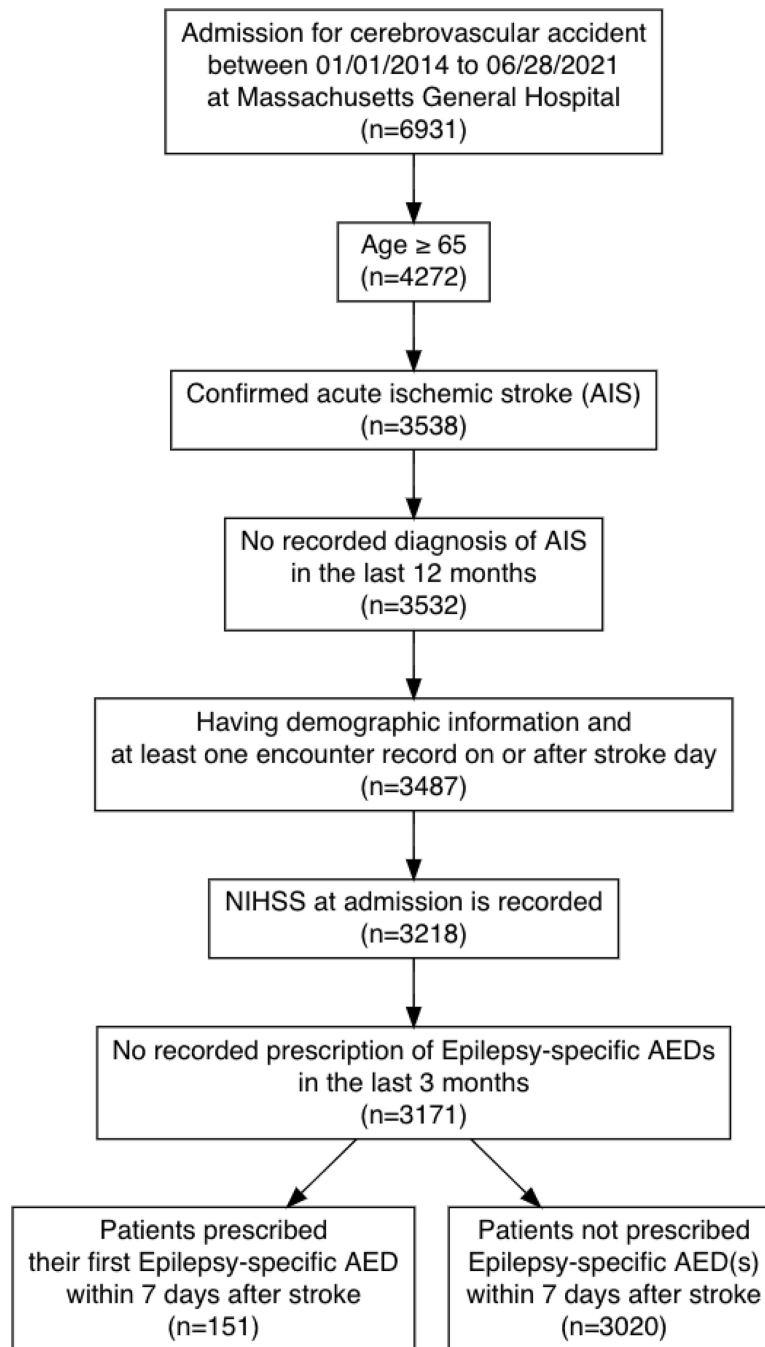 Admission for cerebrovascular accident
between 01/01/2014 to 06/28/2021
at Massachusetts General Hospital
(n=6931)
Age ≥ 65
(n=4272)
Confirmed acute ischemic stroke (AIS)
(n=3538)
No recorded diagnosis of AIS
in the last 12 months
(n=3532)
Having demographic information and
at least one encounter record on or after stroke day
(n=3487)
NIHSS at admission is recorded
(n=3218)
No recorded prescription of Epilepsy-specific AEDs
in the last 3 months
(n=3171)
Patients prescribed
their first Epilepsy-specific AED
within 7 days after stroke
(n=151)
Patients not prescribed
Epilepsy-specific AED(s)
within 7 days after stroke
(n=3020)